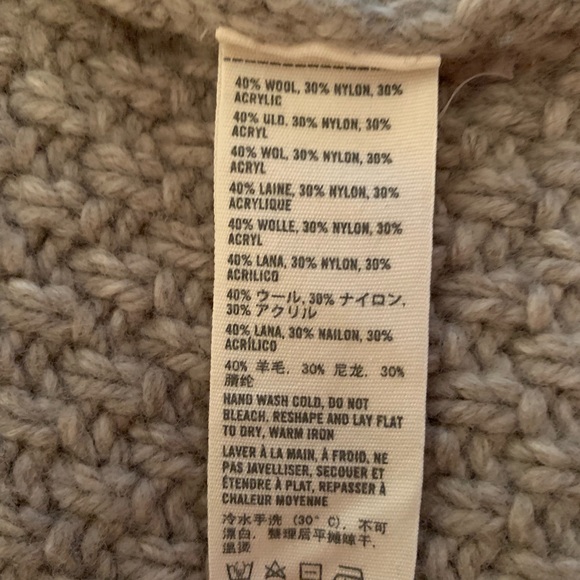 40% WOOL, 30% NYLON, 30%
ACRYLIC
40% ULD, 30% NYLON, 30%
ACRYL
40% WOL, 30% NYLON, 30%
ACRYL
40% LAINE, 30% NYLON, 30%
ACRYLIQUE
40% WOLLE, 30% NYLON, 30%
ACRYL
40% LANA, 30% NYLON, 30%
ACRILICO
40% ウール, 30% ナイロン,
30% アクリル
40% LANA, 30% NAILON, 30%
ACRÍLICO
40% 羊毛, 30% 尼龙, 30%
腈纶
HAND WASH COLD, DO NOT
BLEACH, RESHAPE AND LAY FLAT
TO DRY, WARM IRON
LAVER À LA MAIN, À FROID, NE
PAS JAVELLISER, SECOUER ET
ÉTENDRE À PLAT, REPASSER À
CHALEUR MOYENNE
冷水手洗 (30° C), 不可
漂白, 整理后平摊晾干,
温烫